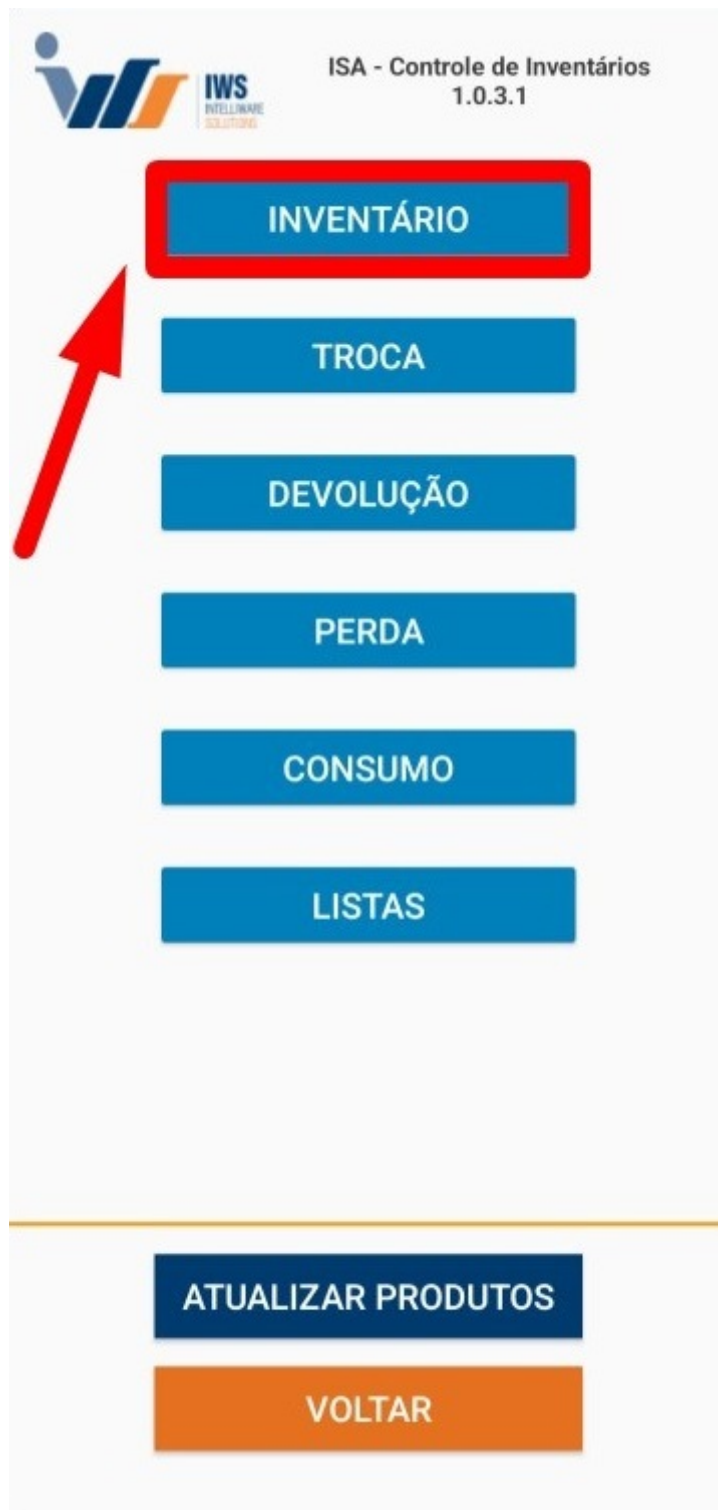 IWS
INTELLIWARE
SOLUTIONS
ISA - Controle de Inventários
1.0.3.1
INVENTÁRIO
TROCA
DEVOLUÇÃO
PERDA
CONSUMO
LISTAS
ATUALIZAR PRODUTOS
VOLTAR